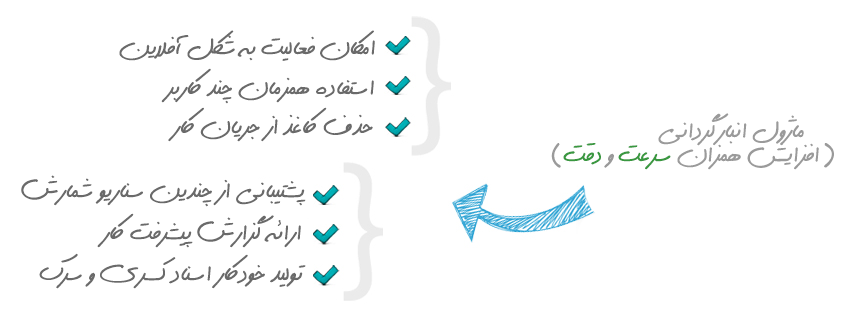 ماژول انبارگردانی
( افزایش همزان سرعت و دقت )
امکان فعالیت به شکل آفلاین
استفاده همزمان چند کاربر
حذف کاغذ از جریان کار
پشتیبانی از چندین سناریو شمارش
ارائه گزارش پیشرفت کار
تولید خودکار اسناد کسری و سرک